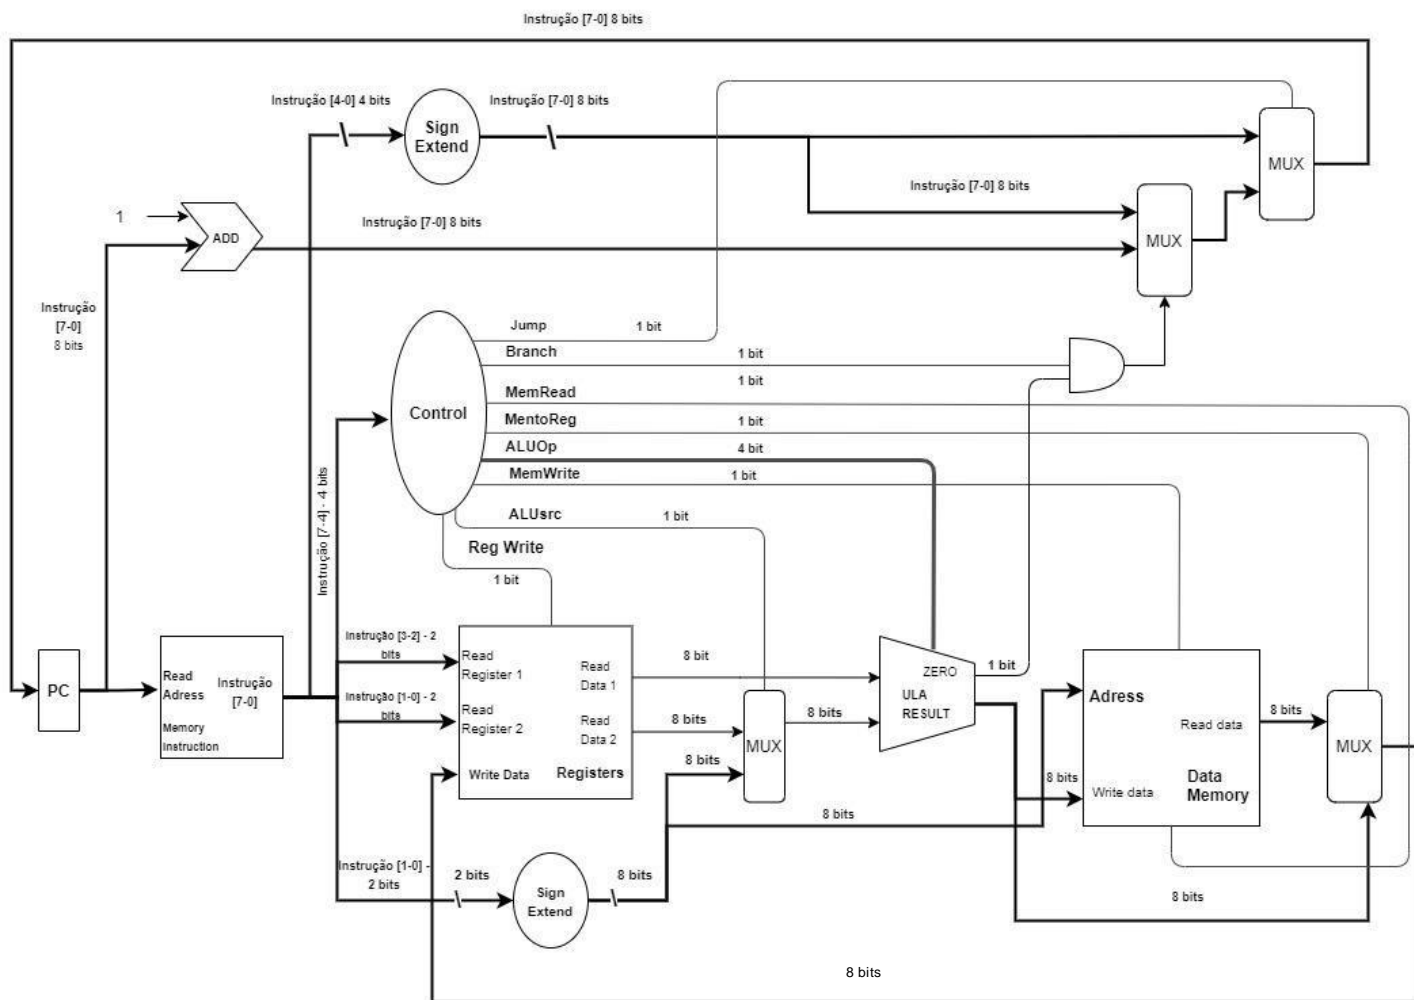 Instrução [7-0] 8 bits
Instrução [4-0] 4 bits
Instrução [7-0] 8 bits
Sign
Extend
MUX
Instrução [7-0] 8 bits
1
Instrução [7-0] 8 bits
ADD
MUX
Instrução
[7-0]
8 bits
Jump
1 bit
Branch
1 bit
1 bit
MemRead
Control
MentoReg
1 bit
ALUOp
4 bit
MemWrite
1 bit
ALUsrc
1 bit
Reg Write
1 bit
Instrução [7-4] - 4 bits
Instrução [3-2] - 2
bits
Instrução [1-0] - 2
bits
PC
Read
Adress
Instrução
[7-0]
Memory
Instruction
Read
Register 1
Read
Data 1
Read
Register 2
Read
Data 2
Write Data
Registers
8 bit
8 bits
8 bits
MUX
8 bits
ZERO
ULA
RESULT
1 bit
Adress
Read data
8 bits
MUX
8 bits
Write data
Data
Memory
8 bits
Instrução [1-0] -
2 bits
2 bits
Sign
Extend
8 bits
8 bits
8 bits